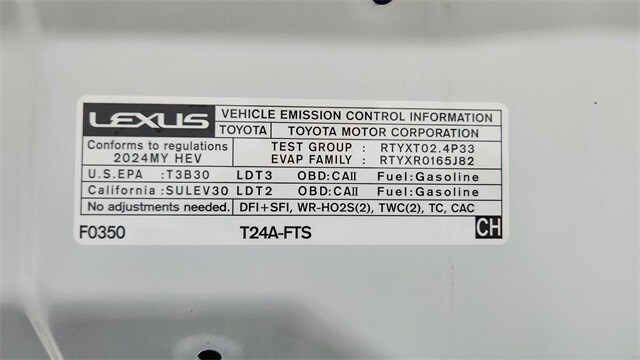 LEXUS VEHICLE EMISSION CONTROL INFORMATION
TOYOTA TOYOTA MOTOR CORPORATION
Conforms to regulations TEST GROUP : RTYXT02.4P33
2024MY HEV EVAP FAMILY : RTYXR0165J82
U.S.EPA :T3B30 LDT3 OBD:CAII Fuel:Gasoline
California :SULEV30 LDT2 OBD:CAII Fuel:Gasoline
No adjustments needed. DFI+SFI, WR-HO2S(2), TWC(2), TC, CAC
F0350 T24A-FTS CH